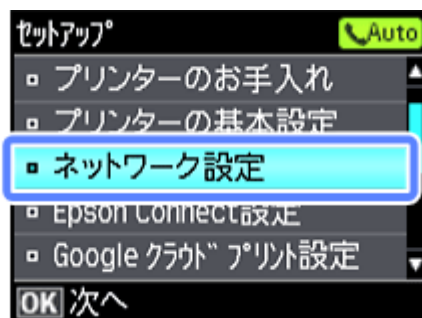 セットアップ
Auto
プリンターのお手入れ
プリンターの基本設定
ネットワーク設定
Epson Connect設定
Google クラウド プリント設定
OK 次へ